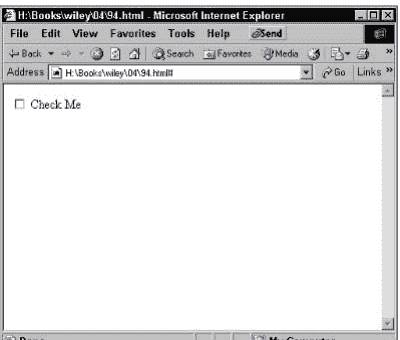 H:\Books\wiley\04\94.html - Microsoft Internet Explorer
File Edit View Favorites Tools Help Send
Back Search Favorites Media »
Address H:\Books\wiley\04\94.html# Go Links »
Check Me
Done My Computer